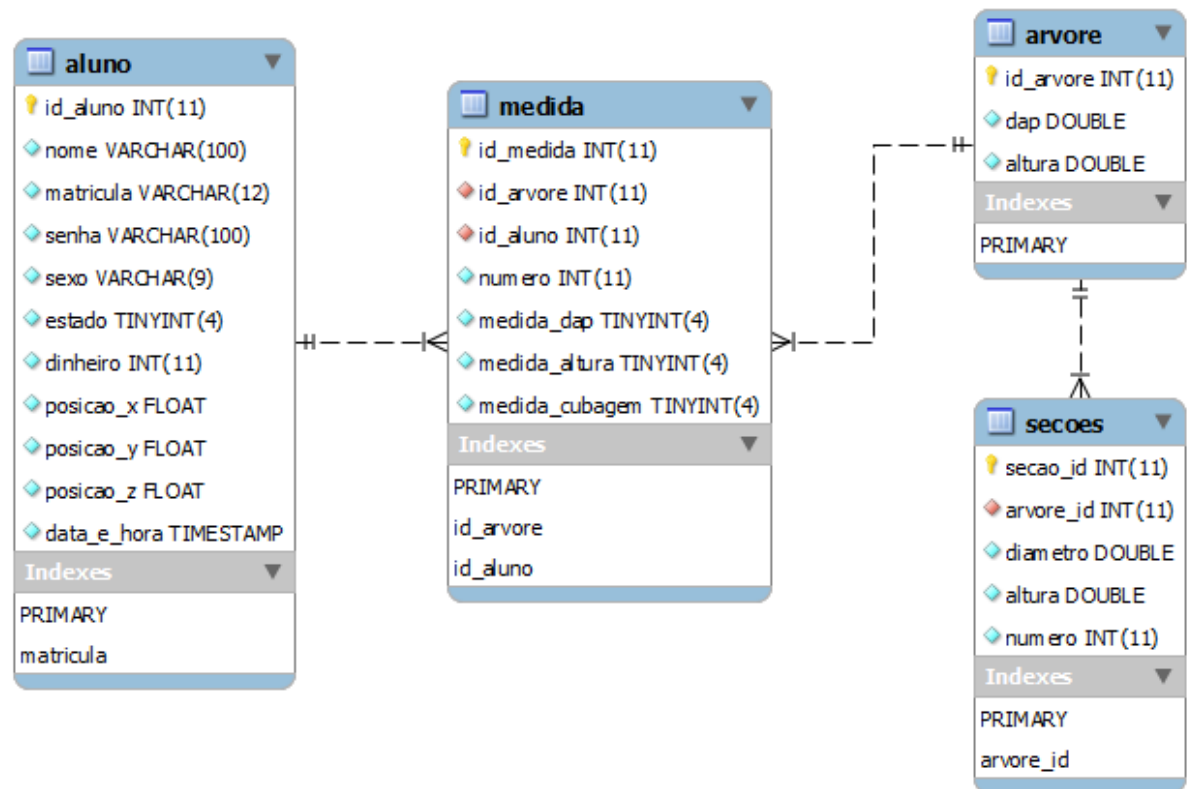 aluno
id_aluno INT(11)
nome VARCHAR(100)
matricula VARCHAR(12)
senha VARCHAR(100)
sexo VARCHAR(9)
estado TINYINT(4)
dinheiro INT(11)
posicao_x FLOAT
posicao_y FLOAT
posicao_z FLOAT
data_e_hora TIMESTAMP
Indexes
PRIMARY
matricula
medida
id_medida INT(11)
id_arvore INT(11)
id_aluno INT(11)
numero INT(11)
medida_dap TINYINT(4)
medida_altura TINYINT(4)
medida_cubagem TINYINT(4)
Indexes
PRIMARY
id_arvore
id_aluno
arvore
id_arvore INT(11)
dap DOUBLE
altura DOUBLE
Indexes
PRIMARY
secoes
secao_id INT(11)
arvore_id INT(11)
diametro DOUBLE
altura DOUBLE
numero INT(11)
Indexes
PRIMARY
arvore_id